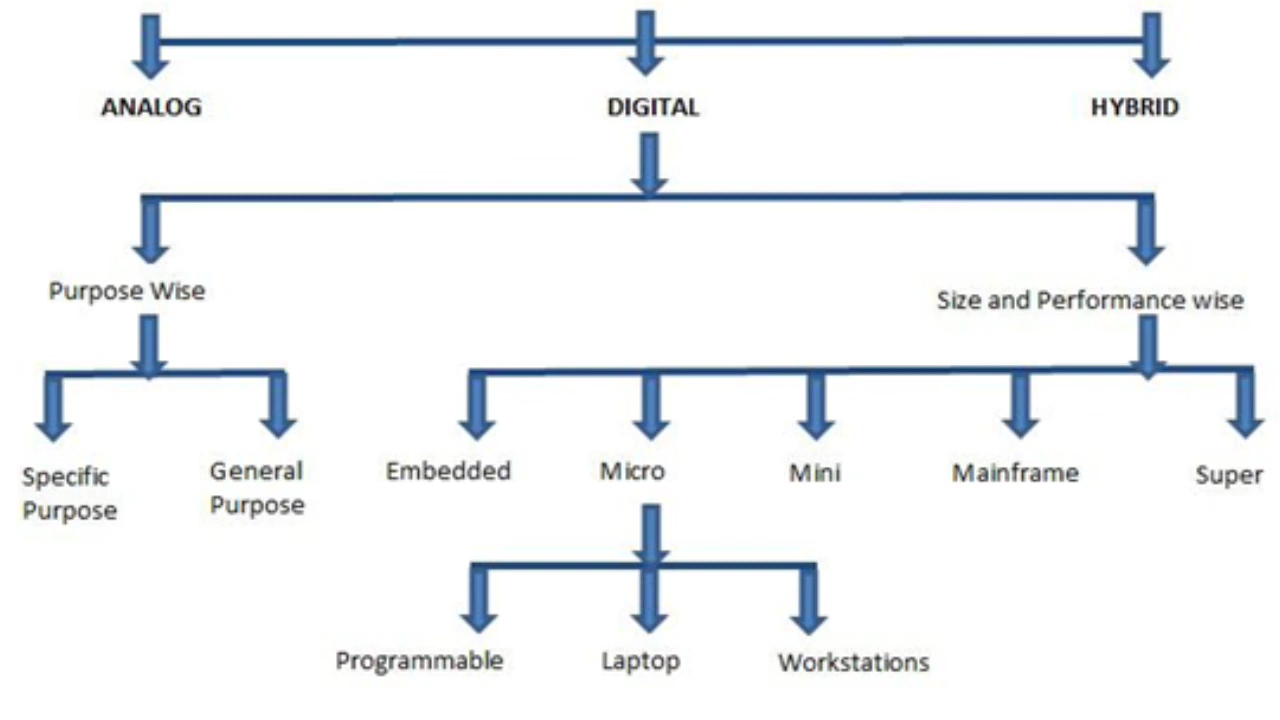 ANALOG
DIGITAL
HYBRID
Purpose Wise
Size and Performance wise
Specific
Purpose
General
Purpose
Embedded
Micro
Mini
Mainframe
Super
Programmable
Laptop
Workstations